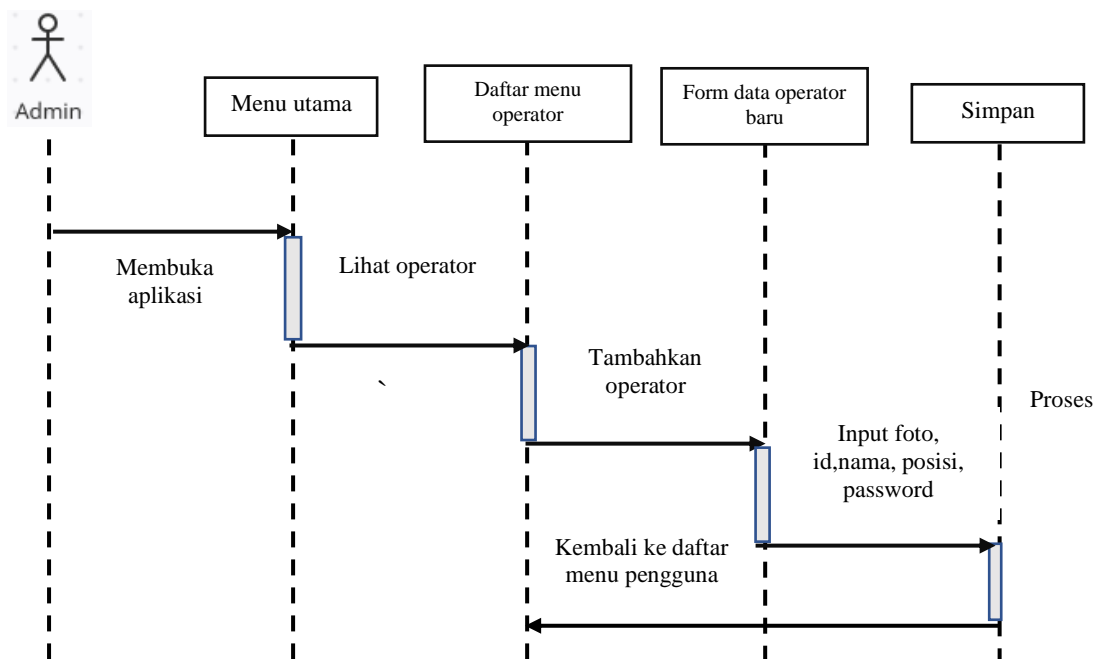 Admin
Menu utama
Daftar menu
operator
Form data operator
baru
Simpan
Membuka
aplikasi
Lihat operator
`
Tambahkan
operator
Proses
Input foto,
id,nama, posisi,
password
Kembali ke daftar
menu pengguna